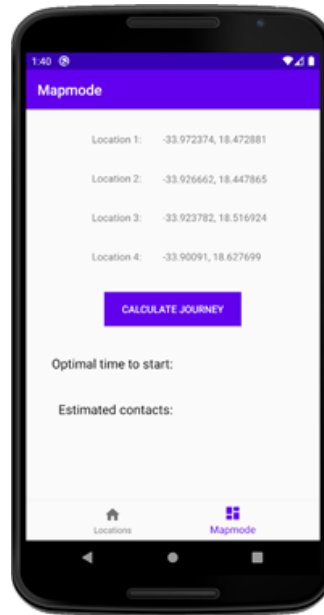 1:40
Mapmode
Location 1: -33.972374, 18.472881
Location 2: -33.926662, 18.447865
Location 3: -33.923782, 18.516924
Location 4: -33.90091, 18.627699
CALCULATE JOURNEY
Optimal time to start:
Estimated contacts:
Locations Mapmode